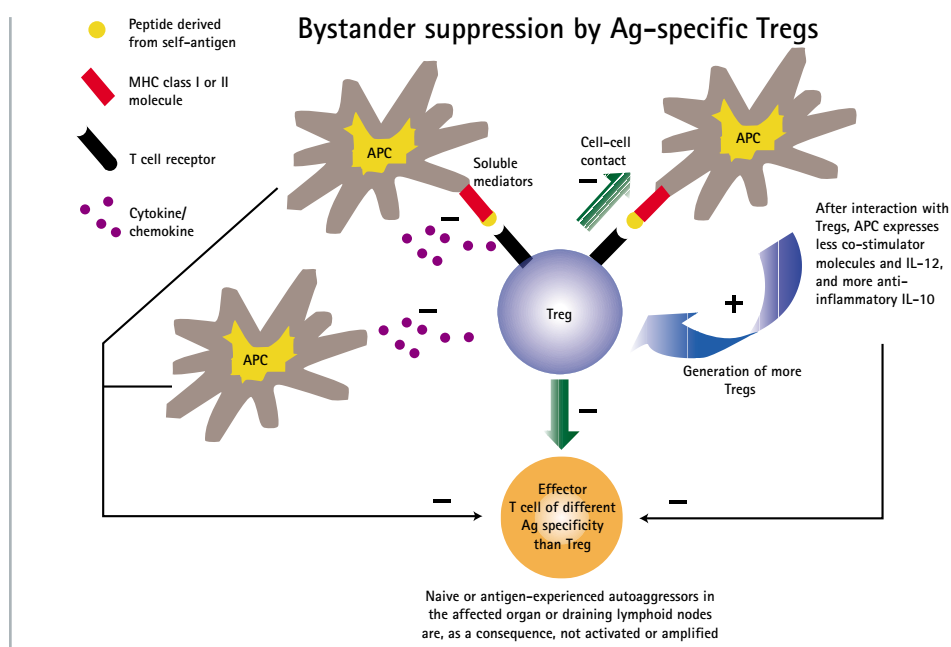 Bystander suppression by Ag-specific Tregs
Peptide derived
from self-antigen
MHC class I or II
molecule
T cell receptor
Cytokine/
chemokine
APC
Soluble
mediators
−
Cell-cell
contact
−
APC
After interaction with
Tregs, APC expresses
less co-stimulator
molecules and IL-12,
and more anti-
inflammatory IL-10
Treg
+
Generation of more
Tregs
APC
−
−
−
−
Effector
T cell of different
Ag specificity
than Treg
Naive or antigen-experienced autoaggressors in
the affected organ or draining lymphoid nodes
are, as a consequence, not activated or amplified